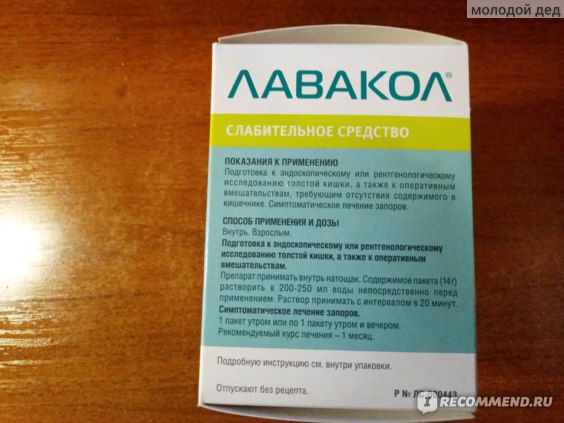 молодой дед
ЛАВАКОЛ®
СЛАБИТЕЛЬНОЕ СРЕДСТВО
ПОКАЗАНИЯ К ПРИМЕНЕНИЮ
Подготовка к эндоскопическому или рентгенологическому
исследованию толстой кишки, а также к оперативным
вмешательствам, требующим отсутствия содержимого в
кишечнике. Симптоматическое лечение запоров.
СПОСОБ ПРИМЕНЕНИЯ И ДОЗЫ
Внутрь. Взрослым.
Подготовка к эндоскопическому или рентгенологическому
исследованию толстой кишки, а также к оперативным
вмешательствам.
Препарат принимать внутрь натощак. Содержимое пакета (14г)
растворить в 200-250 мл воды непосредственно перед
применением. Раствор принимать с интервалом в 20 минут.
Симптоматическое лечение запоров.
1 пакет утром или по 1 пакету утром и вечером.
Рекомендуемый курс лечения – 1 месяц.
Подробную инструкцию см. внутри упаковки.
Отпускают без рецепта.
Р №
IRECOMMEND.RU